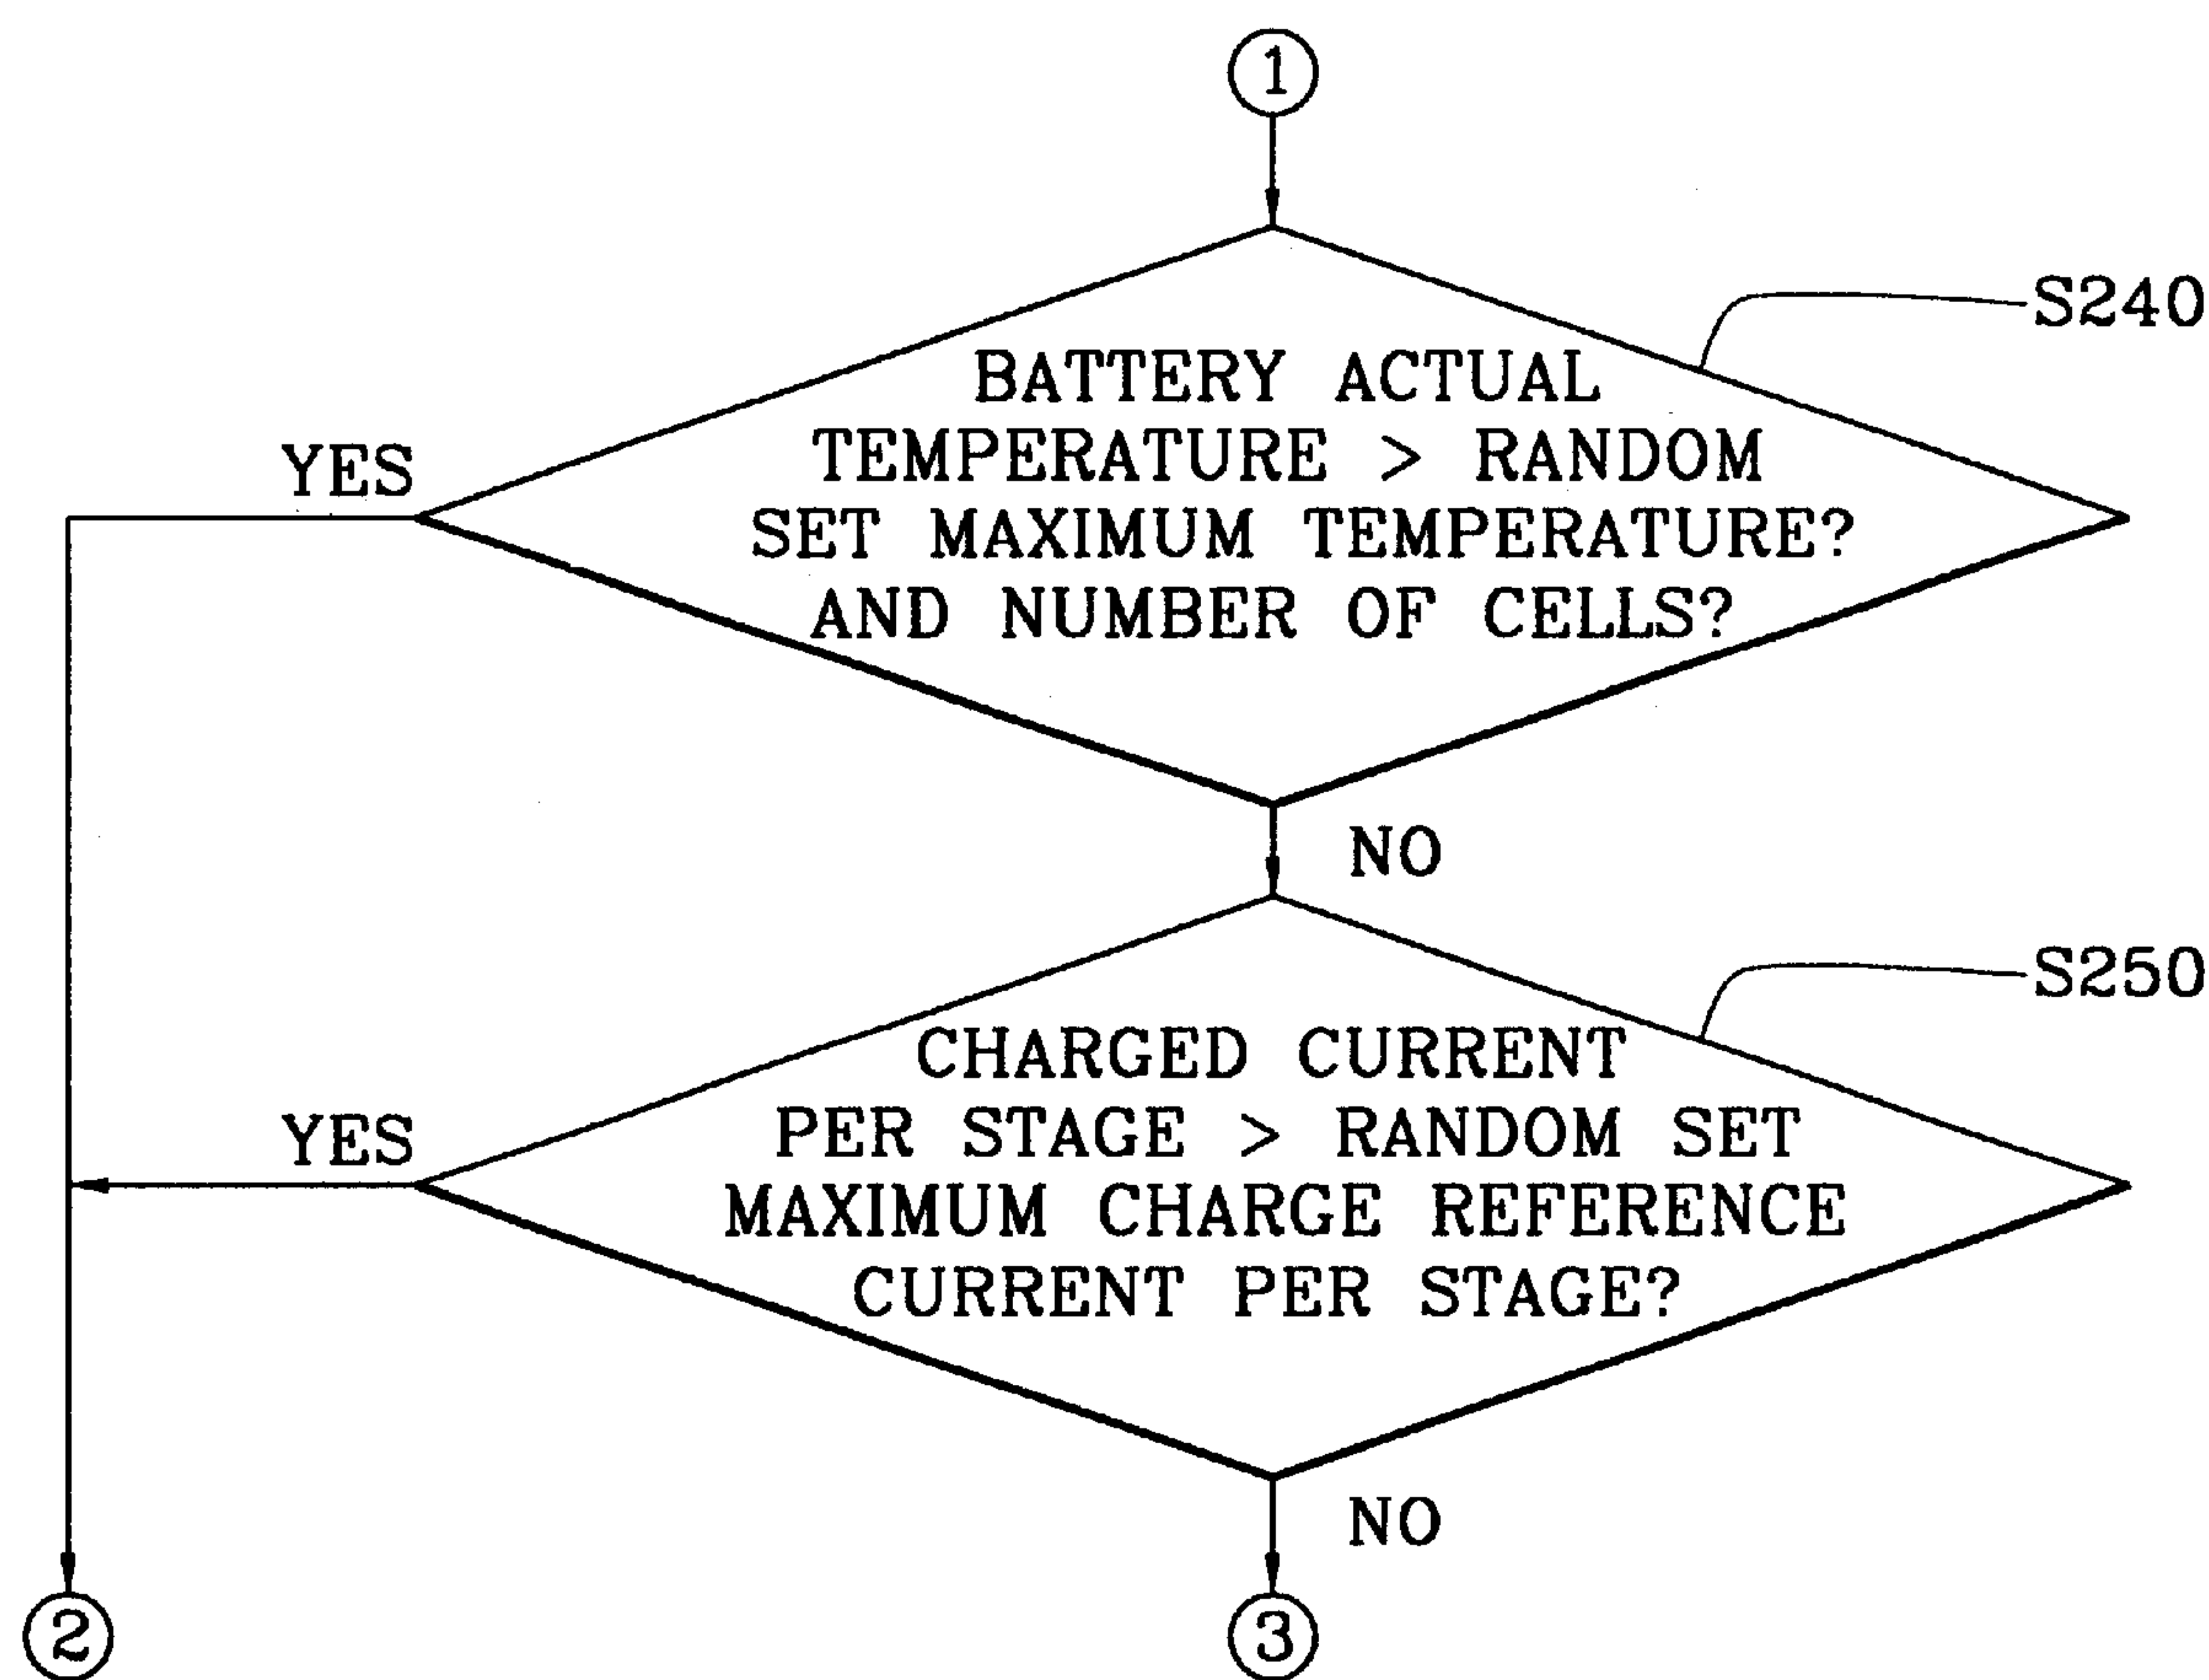 1
S240
BATTERY ACTUAL
TEMPERATURE > RANDOM
SET MAXIMUM TEMPERATURE?
AND NUMBER OF CELLS?
YES
NO
S250
CHARGED CURRENT
PER STAGE > RANDOM SET
MAXIMUM CHARGE REFERENCE
CURRENT PER STAGE?
YES
NO
2
3